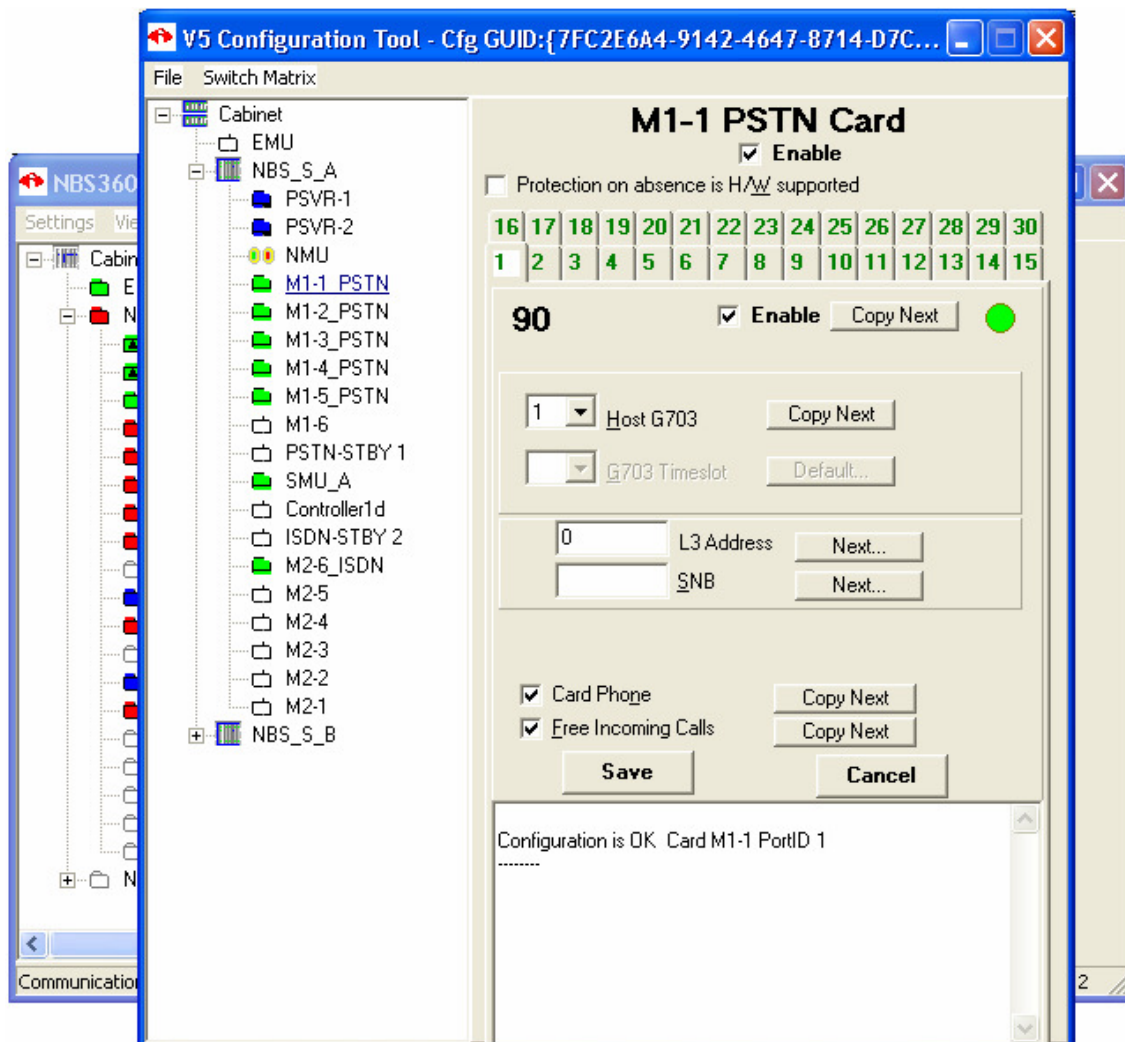 V5 Configuration Tool - Cfg GUID:{7FC2E6A4-9142-4647-8714-D7C...
File Switch Matrix
Cabinet
EMU
NBS_S_A
PSVR-1
PSVR-2
NMU
M1-1_PSTN
M1-2_PSTN
M1-3_PSTN
M1-4_PSTN
M1-5_PSTN
M1-6
PSTN-STBY 1
SMU_A
Controller1d
ISDN-STBY 2
M2-6_ISDN
M2-5
M2-4
M2-3
M2-2
M2-1
NBS_S_B
M1-1 PSTN Card
Enable
Protection on absence is H/W supported
16 17 18 19 20 21 22 23 24 25 26 27 28 29 30
1 2 3 4 5 6 7 8 9 10 11 12 13 14 15
90 Enable Copy Next
1 Host G703 Copy Next
G703 Timeslot Default...
0 L3 Address Next...
SNB Next...
Card Phone Copy Next
Free Incoming Calls Copy Next
Save Cancel
Configuration is OK Card M1-1 PortID 1
--------
NBS360
Settings Vie
Cabin
E
N
N
Communication
2